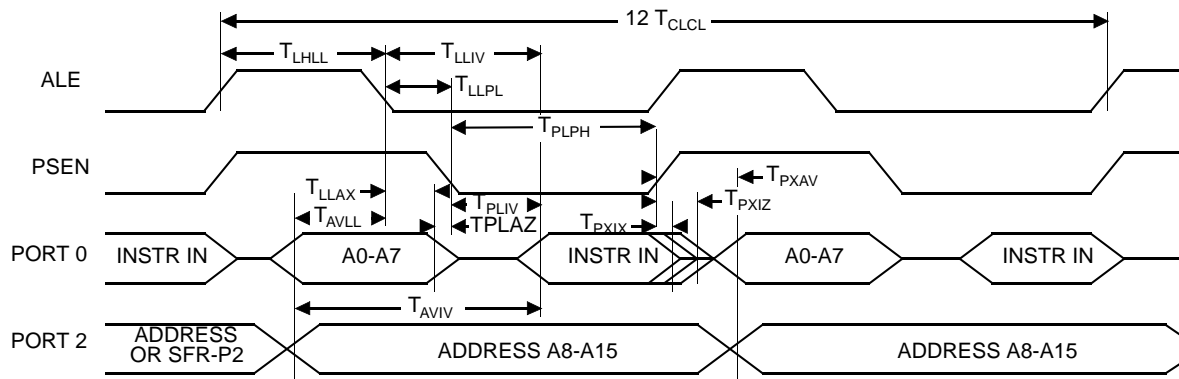 12 TCLCL
TLHLL TLLIV
ALE
TLLPL
TPLPH
PSEN
TLLAX TPXAV
TPLIV TPXIZ
TAVLL TPLAZ TPXIX
PORT 0 INSTR IN A0-A7 INSTR IN A0-A7 INSTR IN
TAVIV
PORT 2 ADDRESS OR SFR-P2 ADDRESS A8-A15 ADDRESS A8-A15